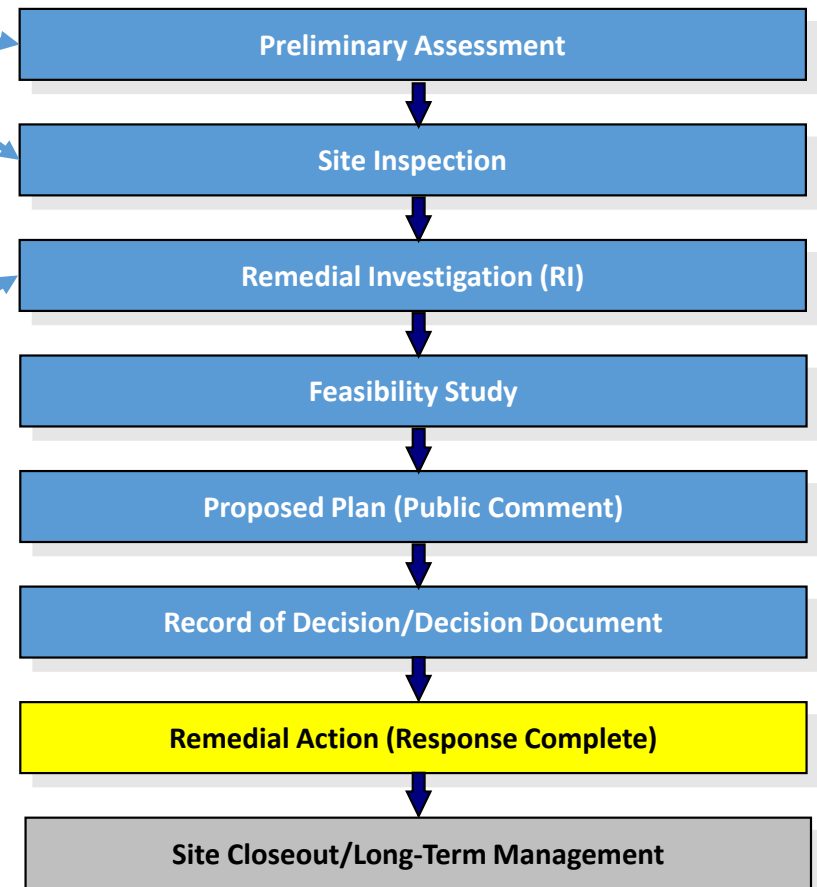 Preliminary Assessment
Site Inspection
Remedial Investigation (RI)
Feasibility Study
Proposed Plan (Public Comment)
Record of Decision/Decision Document
Remedial Action (Response Complete)
Site Closeout/Long-Term Management